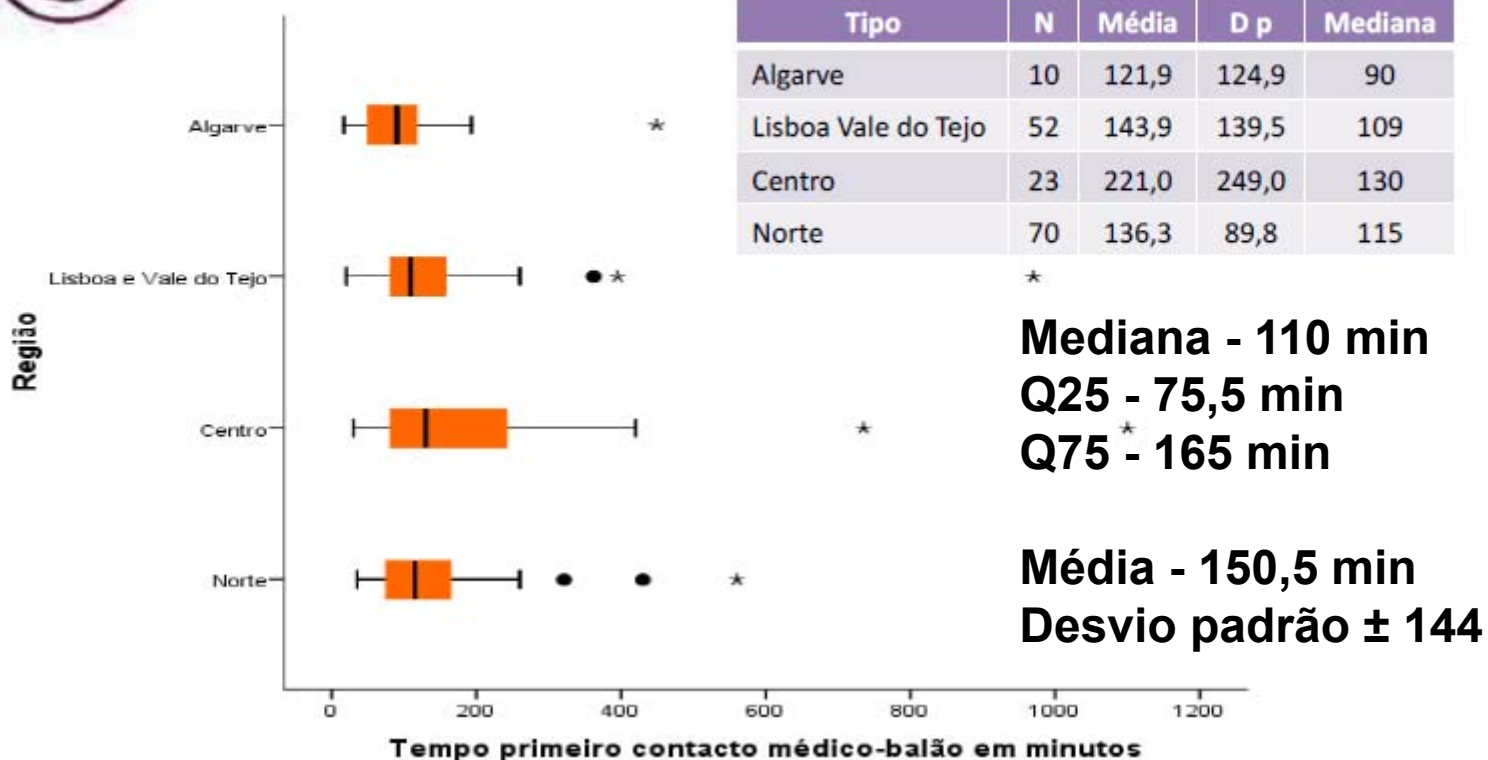 Tipo N Média D p Mediana
Algarve 10 121,9 124,9 90
Lisboa Vale do Tejo 52 143,9 139,5 109
Centro 23 221,0 249,0 130
Norte 70 136,3 89,8 115
Região
Algarve
Lisboa e Vale do Tejo
Centro
Norte
Mediana - 110 min
Q25 - 75,5 min
Q75 - 165 min
Média - 150,5 min
Desvio padrão ± 144
0 200 400 600 800 1000 1200
Tempo primeiro contacto médico-balão em minutos